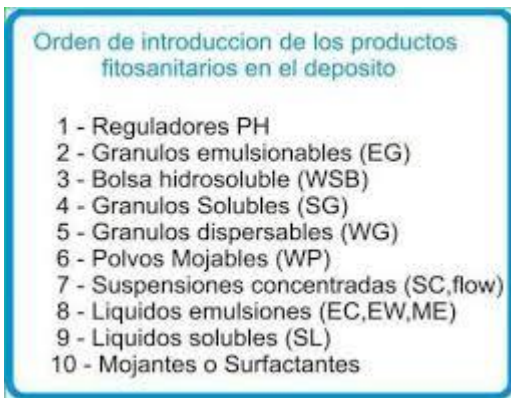 Orden de introduccion de los productos
fitosanitarios en el deposito
1 - Reguladores PH
2 - Granulos emulsionables (EG)
3 - Bolsa hidrosoluble (WSB)
4 - Granulos Solubles (SG)
5 - Granulos dispersables (WG)
6 - Polvos Mojables (WP)
7 - Suspensiones concentradas (SC,flow)
8 - Liquidos emulsiones (EC,EW,ME)
9 - Liquidos solubles (SL)
10 - Mojantes o Surfactantes